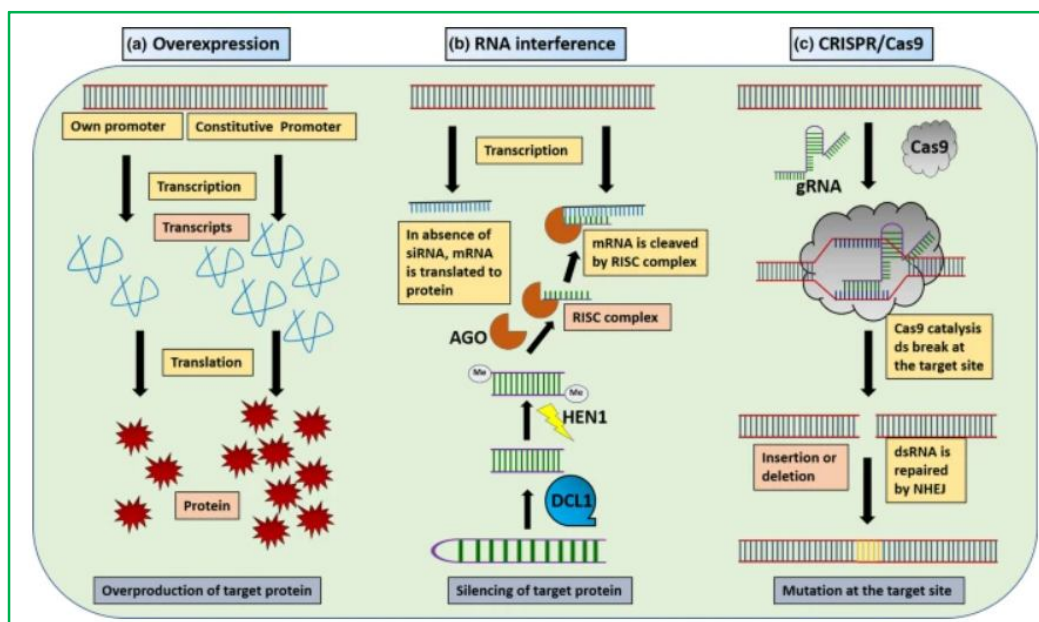 (a) Overexpression
Own promoter
Constitutive Promoter
Transcription
Transcripts
Translation
Protein
Overproduction of target protein
(b) RNA interference
Transcription
In absence of
siRNA, mRNA
is translated to
protein
mRNA is cleaved
by RISC complex
RISC complex
AGO
Me
Me
HEN1
DCL1
Silencing of target protein
(c) CRISPR/Cas9
gRNA
Cas9
Cas9 catalysis
ds break at
the target site
Insertion or
deletion
dsRNA is
repaired
by NHEJ
Mutation at the target site